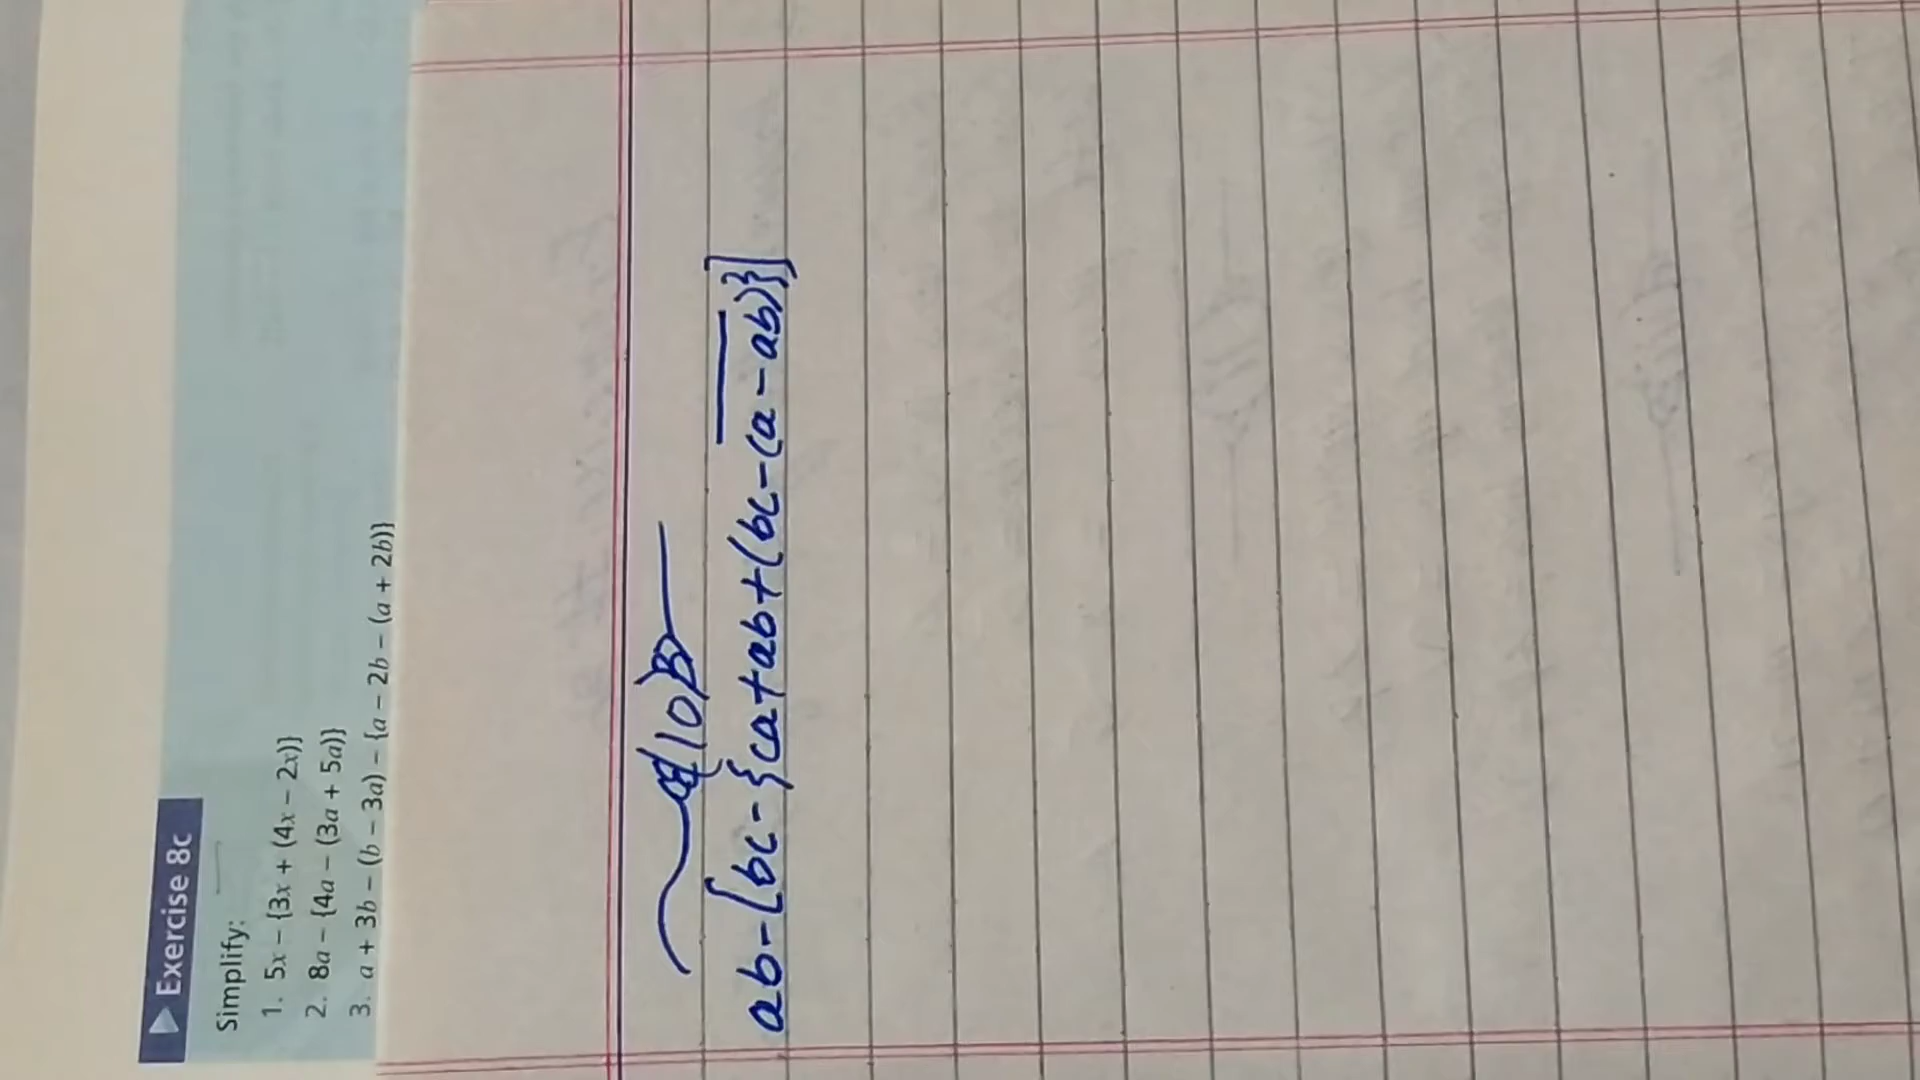 Exercise 8c
Simplify:
1. 5x – {3x + (4x – 2x)}
2. 8a – {4a – (3a + 5a)}
3. a + 3b – (b – 3a) – {a – 2b – (a + 2b)}
ab-[bc-{ca+ab+(bc-(a-ab)}]